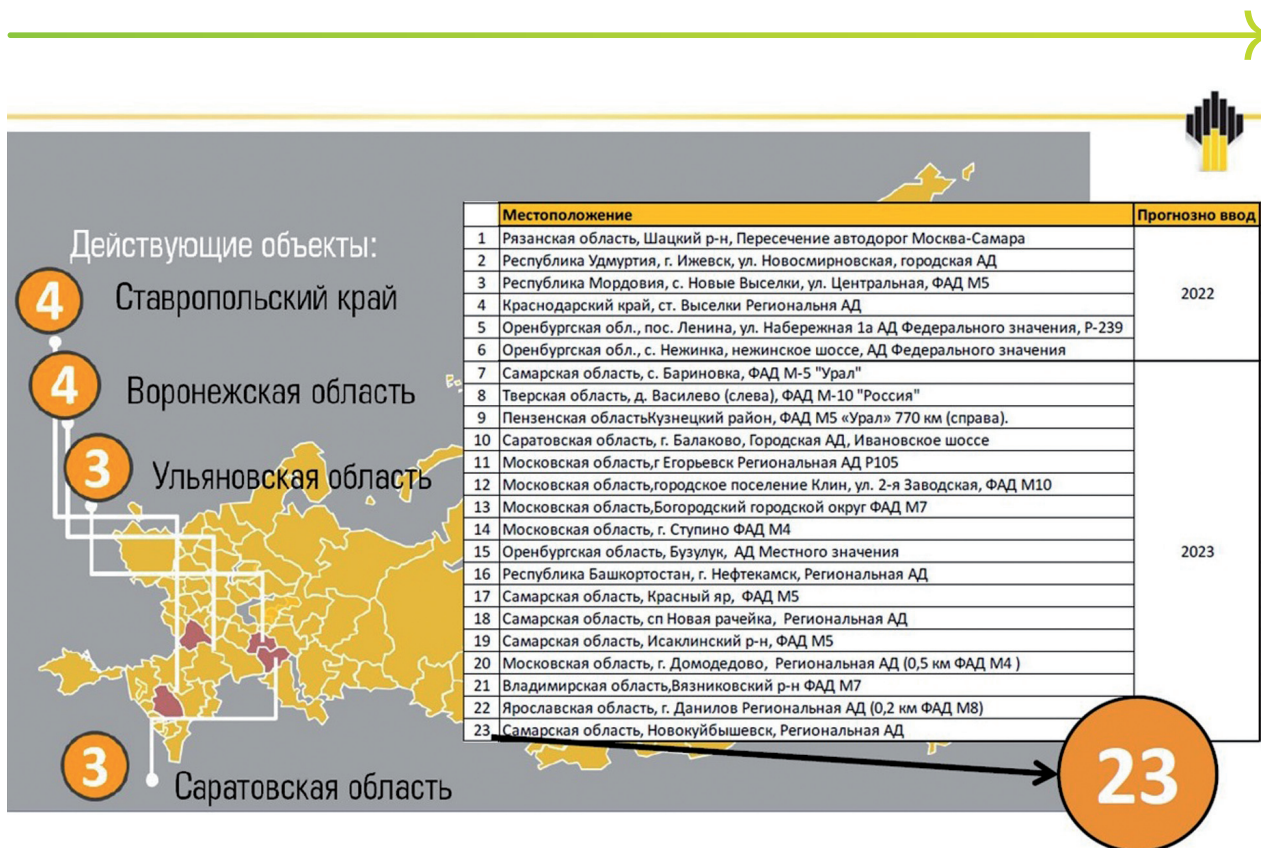 Действующие объекты:
4 Ставропольский край
4 Воронежская область
3 Ульяновская область
3 Саратовская область
Местоположение Прогнозно ввод
1 Рязанская область, Шацкий р-н, Пересечение автодорог Москва-Самара
2 Республика Удмуртия, г. Ижевск, ул. Новосмирновская, городская АД
3 Республика Мордовия, с. Новые Выселки, ул. Центральная, ФАД М5
4 Краснодарский край, ст. Выселки Региональня АД
5 Оренбургская обл., пос. Ленина, ул. Набережная 1а АД Федерального значения, Р-239
6 Оренбургская обл., с. Нежинка, нежинское шоссе, АД Федерального значения
2022
7 Самарская область, с. Бариновка, ФАД М-5 "Урал"
8 Тверская область, д. Василево (слева), ФАД М-10 "Россия"
9 Пензенская областьКузнецкий район, ФАД М5 «Урал» 770 км (справа).
10 Саратовская область, г. Балаково, Городская АД, Ивановское шоссе
11 Московская область,г Егорьевск Региональная АД Р105
12 Московская область,городское поселение Клин, ул. 2-я Заводская, ФАД М10
13 Московская область,Богородский городской округ ФАД М7
14 Московская область, г. Ступино ФАД М4
15 Оренбургская область, Бузулук, АД Местного значения
16 Республика Башкортостан, г. Нефтекамск, Региональная АД
17 Самарская область, Красный яр, ФАД М5
18 Самарская область, сп Новая рачейка, Региональная АД
19 Самарская область, Исаклинский р-н, ФАД М5
20 Московская область, г. Домодедово, Региональная АД (0,5 км ФАД М4 )
21 Владимирская область,Вязниковский р-н ФАД М7
22 Ярославская область, г. Данилов Региональная АД (0,2 км ФАД М8)
23 Самарская область, Новокуйбышевск, Региональная АД
2023
23